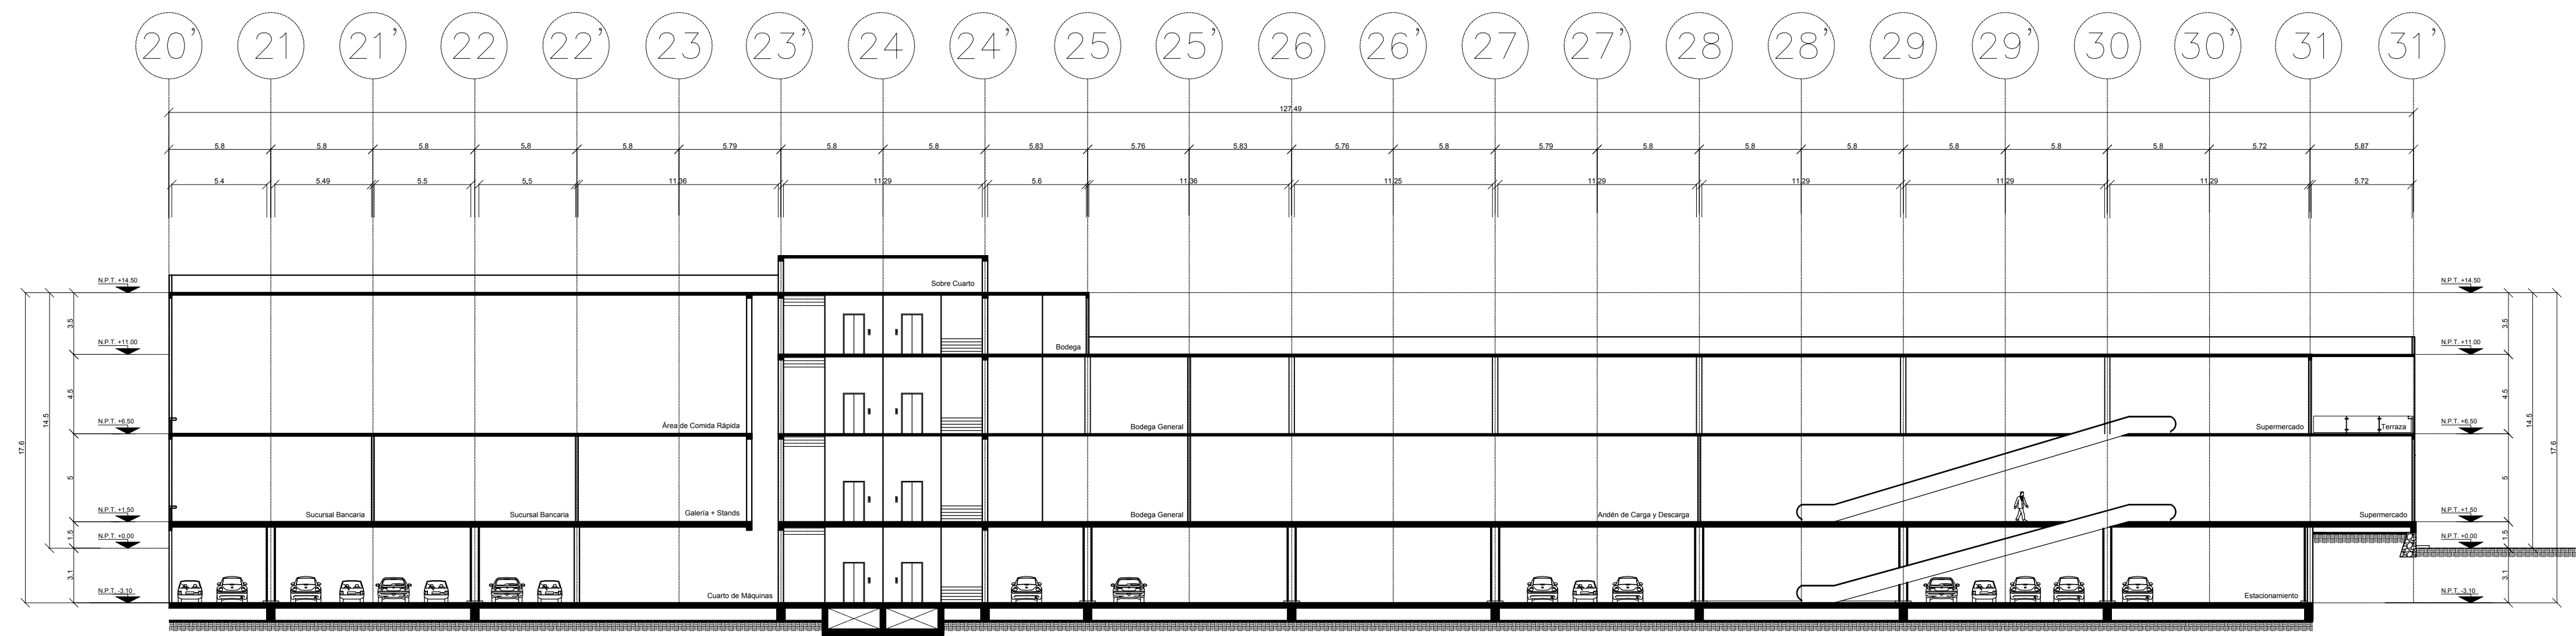 20' 21 21' 22 22' 23 23' 24 24' 25 25' 26 26' 27 27' 28 28' 29 29' 30 30' 31 31'
127.49
5.8 5.8 5.8 5.8 5.8 5.79 5.8 5.8 5.83 5.76 5.83 5.76 5.8 5.79 5.8 5.8 5.8 5.8 5.8 5.8 5.72 5.87
5.4 5.49 5.5 5.5 11.36 11.29 5.6 11.36 11.25 11.29 11.29 11.29 11.29 5.72
N.P.T. +14.50
Sobre Cuarto
N.P.T. +14.50
3.5
3.5
N.P.T. +11.00
Bodega
N.P.T. +11.00
4.5
4.5
14.5
14.5
N.P.T. +6.50
Área de Comida Rápida
Bodega General
Supermercado
Terraza
N.P.T. +6.50
17.6
17.6
5
5
N.P.T. +1.50
Sucursal Bancaria
Sucursal Bancaria
Galería + Stands
Bodega General
Andén de Carga y Descarga
Supermercado
N.P.T. +1.50
1.5
1.5
N.P.T. +0.00
N.P.T. +0.00
3.1
3.1
N.P.T. -3.10
Cuarto de Máquinas
Estacionamiento
N.P.T. -3.10